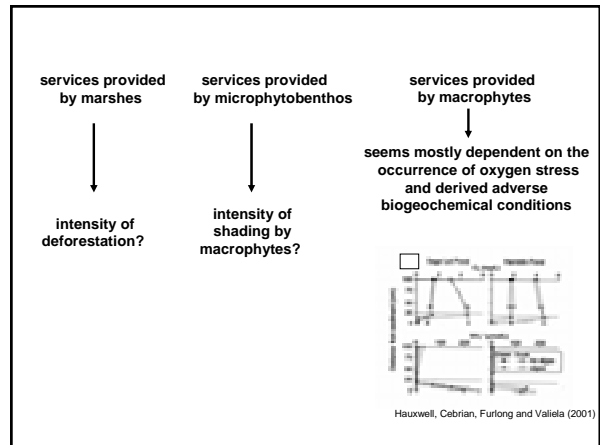 services provided
by marshes
services provided
by microphytobenthos
services provided
by macrophytes
seems mostly dependent on the
occurrence of oxygen stress
and derived adverse
biogeochemical conditions
intensity of
deforestation?
intensity of
shading by
macrophytes?
Hauxwell, Cebrian, Furlong and Valiela (2001)